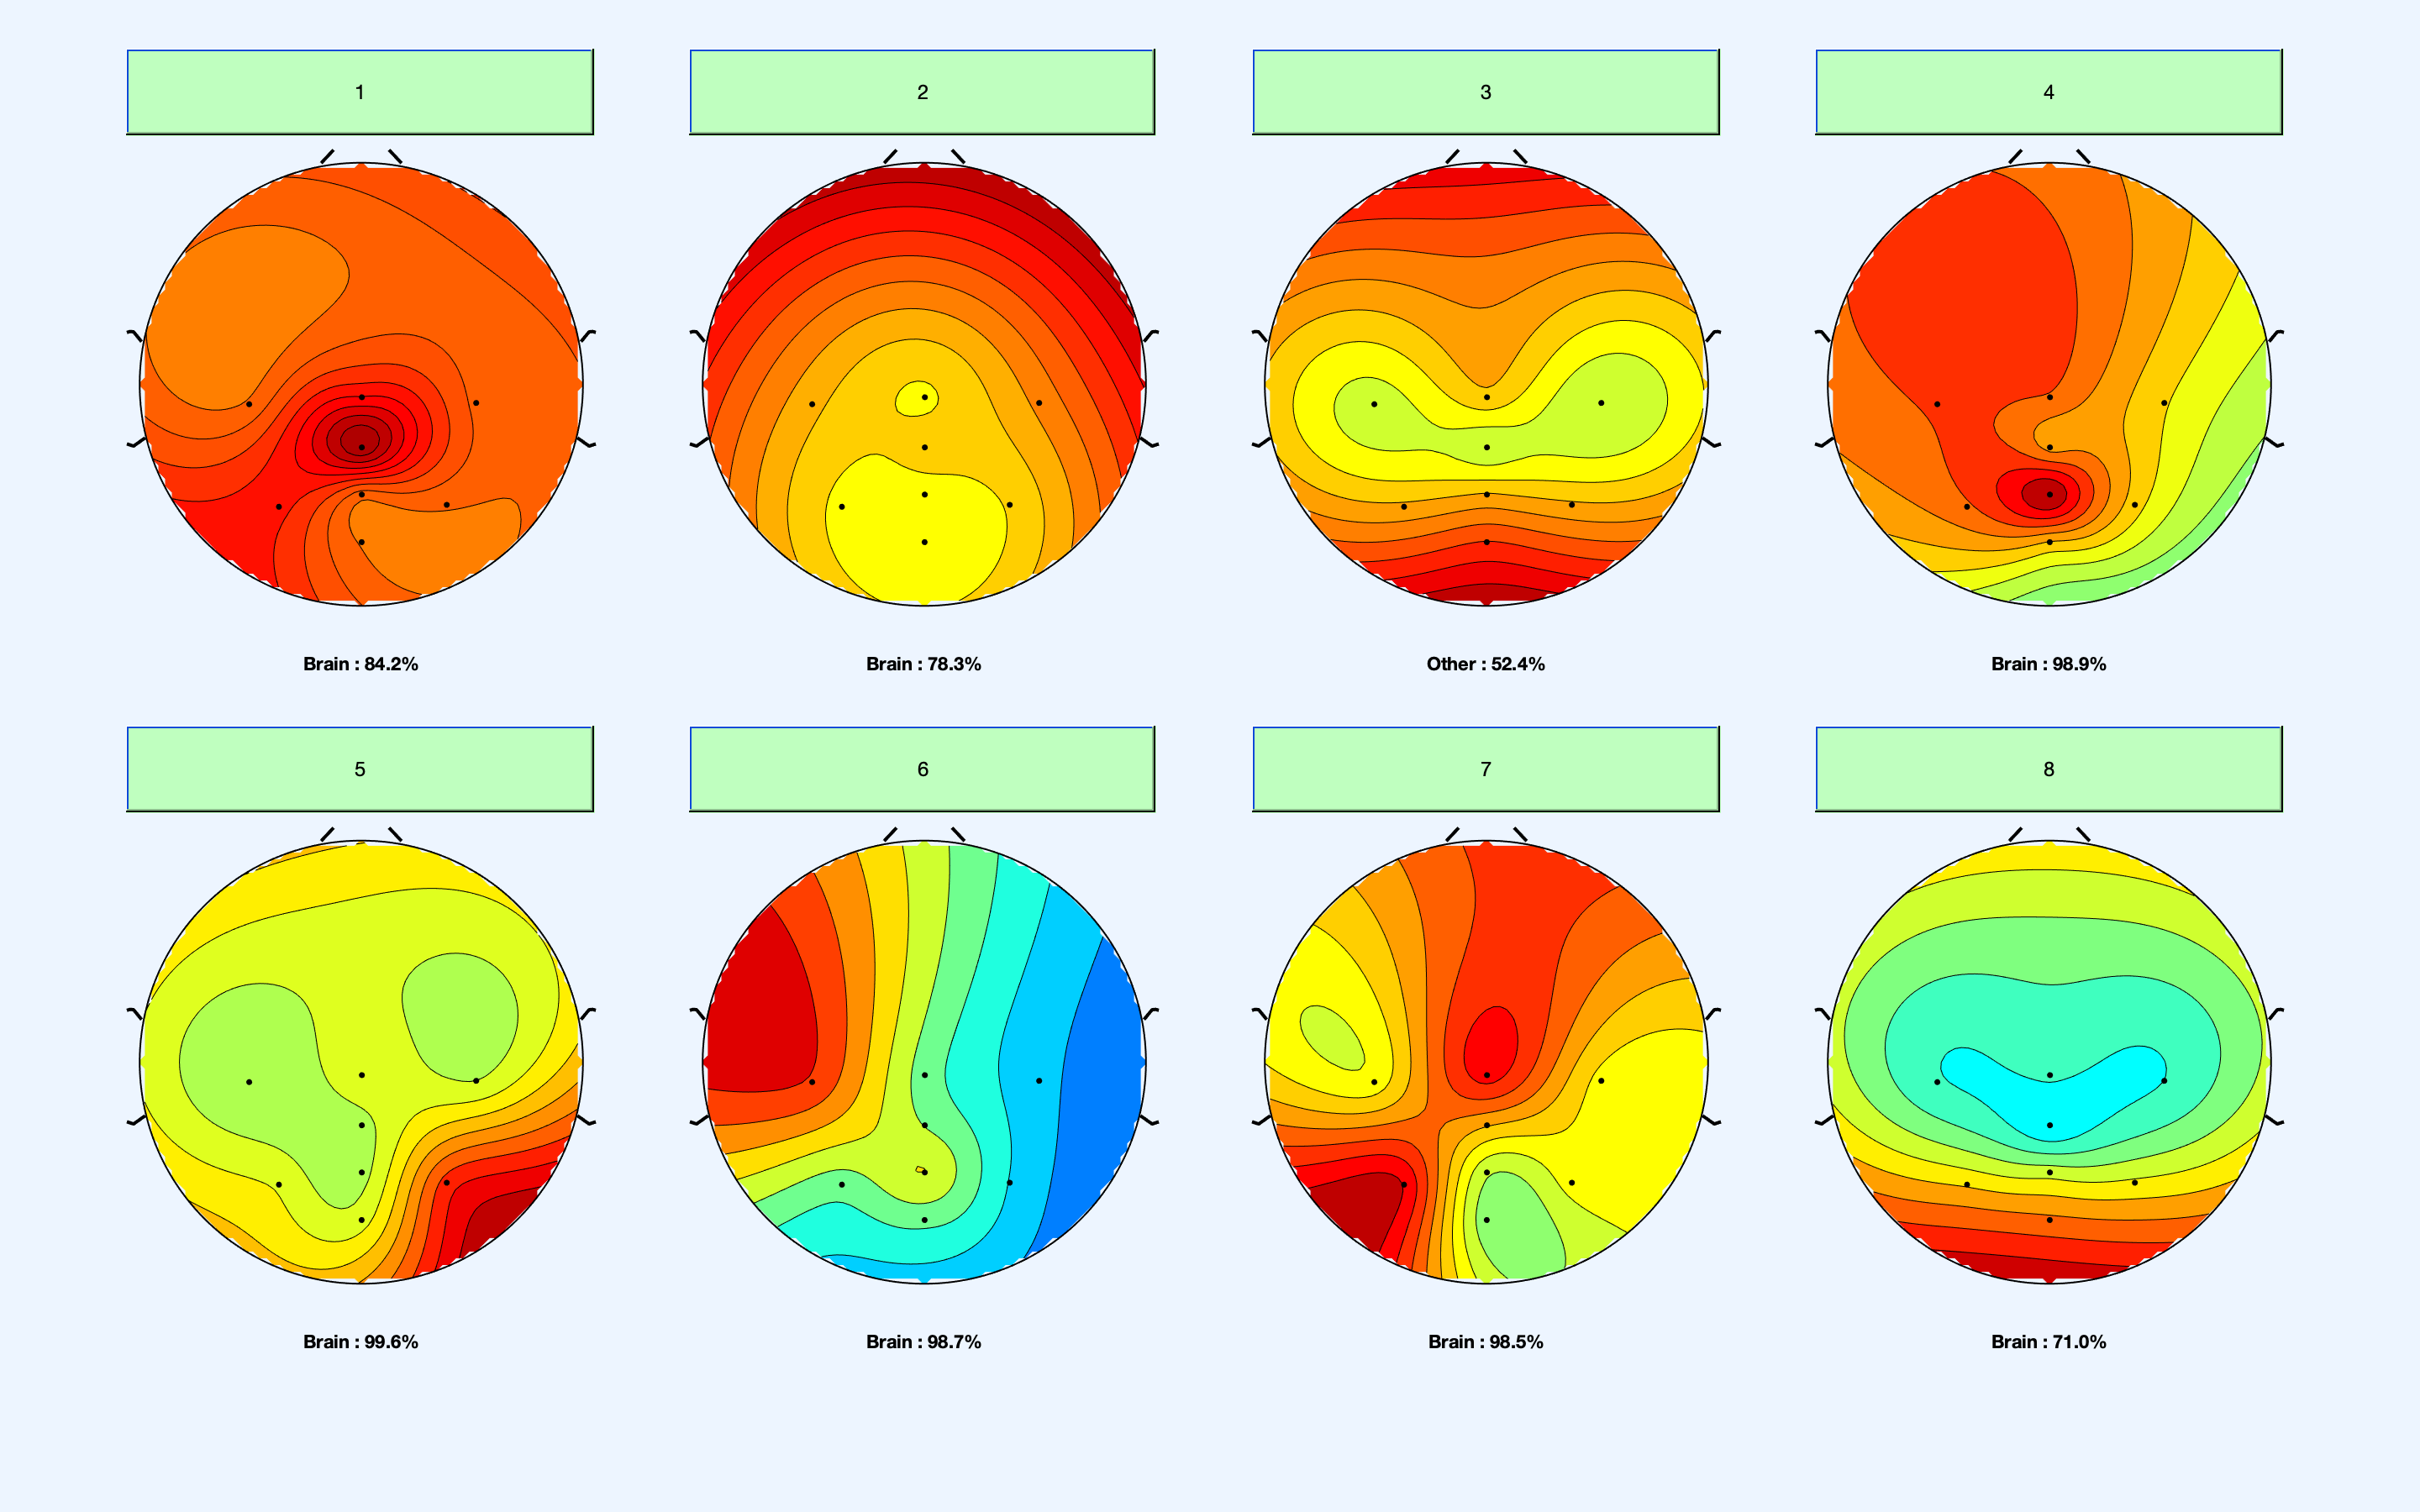 1
2
3
4
Brain : 84.2%
Brain : 78.3%
Other : 52.4%
Brain : 98.9%
5
6
7
8
Brain : 99.6%
Brain : 98.7%
Brain : 98.5%
Brain : 71.0%